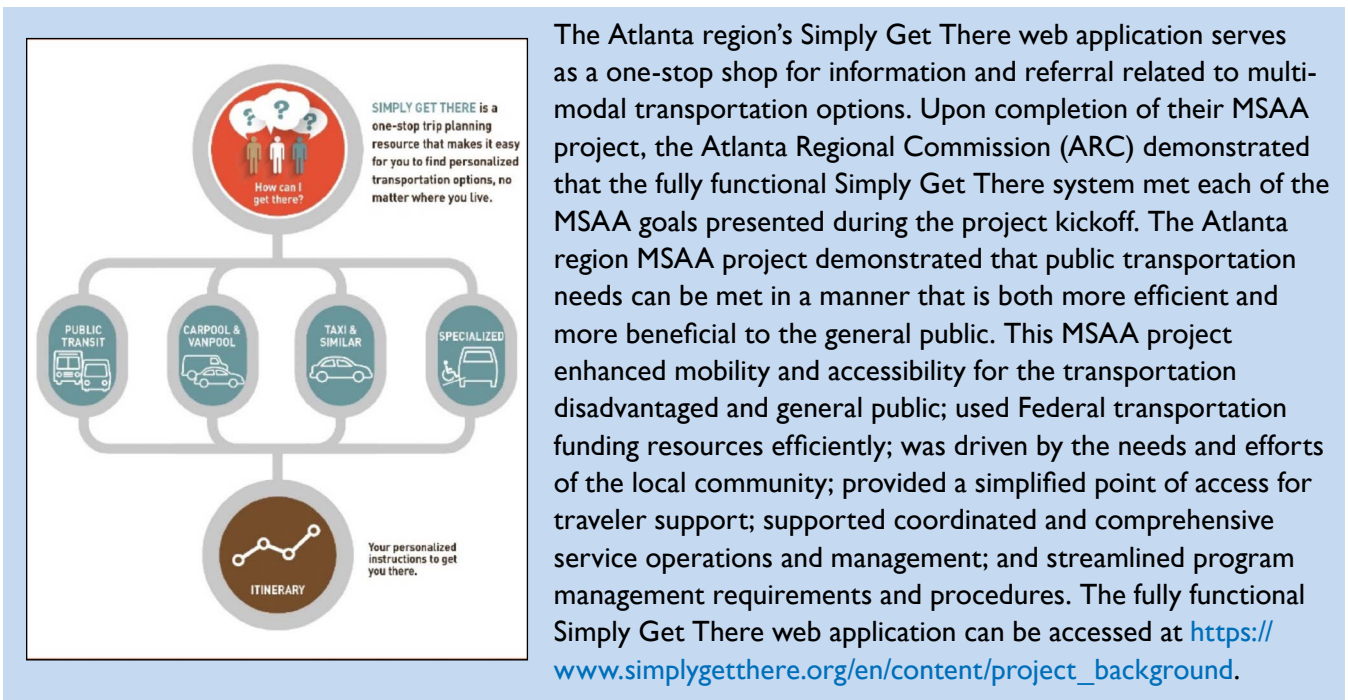 ? ? ?
How can I
get there?
SIMPLY GET THERE is a
one-stop trip planning
resource that makes it easy
for you to find personalized
transportation options, no
matter where you live.
PUBLIC
TRANSIT
CARPOOL &
VANPOOL
TAXI &
SIMILAR
SPECIALIZED
ITINERARY
Your personalized
instructions to get
you there.
The Atlanta region’s Simply Get There web application serves
as a one-stop shop for information and referral related to multi-
modal transportation options. Upon completion of their MSAA
project, the Atlanta Regional Commission (ARC) demonstrated
that the fully functional Simply Get There system met each of the
MSAA goals presented during the project kickoff. The Atlanta
region MSAA project demonstrated that public transportation
needs can be met in a manner that is both more efficient and
more beneficial to the general public. This MSAA project
enhanced mobility and accessibility for the transportation
disadvantaged and general public; used Federal transportation
funding resources efficiently; was driven by the needs and efforts
of the local community; provided a simplified point of access for
traveler support; supported coordinated and comprehensive
service operations and management; and streamlined program
management requirements and procedures. The fully functional
Simply Get There web application can be accessed at https://
www.simplygetthere.org/en/content/project_background.